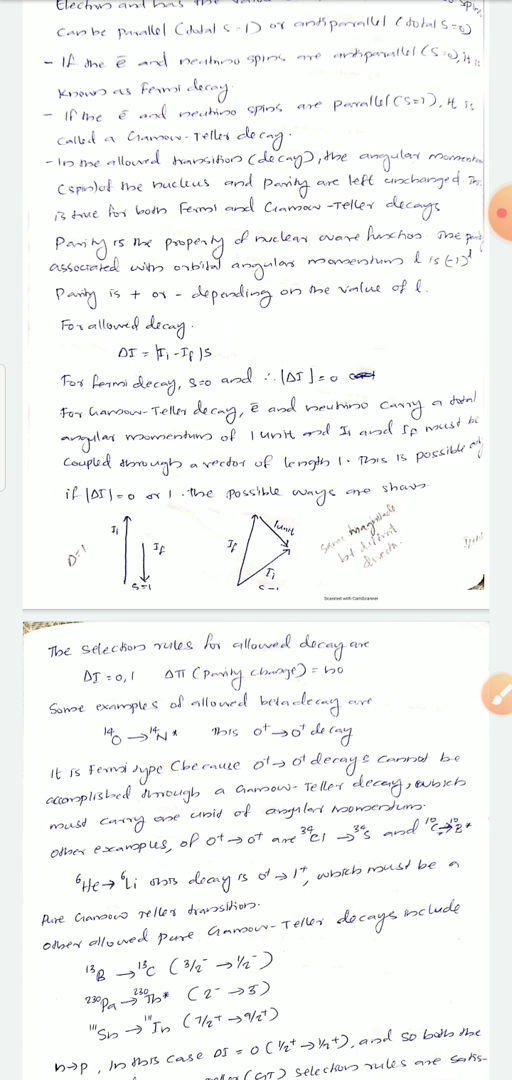 Electron and has the
can be parallel (total S-1) or antiparallel (total S=0)
- If the e̅ and neutrino spins are antiparallel (S=0, it is
known as Fermi decay.
- If the e̅ and neutrino spins are parallel (S=1), it is
called a Gamow-Teller decay.
- In the allowed transition (decay), the angular momentum
(spin) of the nucleus and parity are left unchanged This
is true for both Fermi and Gamow-Teller decays
Parity is the property of nuclear wave function The parity
associated with orbital angular momentum l is (-1)^l
Parity is + or - depending on the value of l.
For allowed decay.
ΔI = |Ii - If|S
For fermi decay, S=0 and ∴ |ΔI|=0
For Gamow-Teller decay, e̅ and neutrino carry a total
angular momentum of 1 unit and Ii and If must be
coupled through a vector of length 1. This is possible only
if |ΔI|=0 or 1. The possible ways are shown.
Ii If 1 unit same magnitude
D=1 If Ii but different
direction.
S=1 S-1
Scanned with CamScanner
The selection rules for allowed decay are
ΔI = 0,1 Δπ (parity change) = no
Some examples of allowed beta decay are
¹⁴O → ¹⁴N* This 0⁺→0⁺ decay
It is Fermi type (because 0⁺→0⁺ decays cannot be
accomplished through a Gamow-Teller decay, which
must carry one unit of angular momentum.
Other examples, of 0⁺→0⁺ are ³⁴Cl → ³⁴S and ¹⁰C→¹⁰B*
⁶He → ⁶Li this decay is 0⁺→1⁺, which must be a
Pure Gamow Teller transition.
Other allowed pure Gamow-Teller decays include
¹³B → ¹³C (3/2⁻ → 1/2⁻)
²³⁰Pa → ²³⁰Th* (2⁻ → 3)
¹¹¹Sn → ¹¹¹In (7/2⁺ → 9/2⁺)
n→p, In this case ΔI = 0 (1/2⁺→1/2⁺), and so both the
(GT) selection rules are satis-